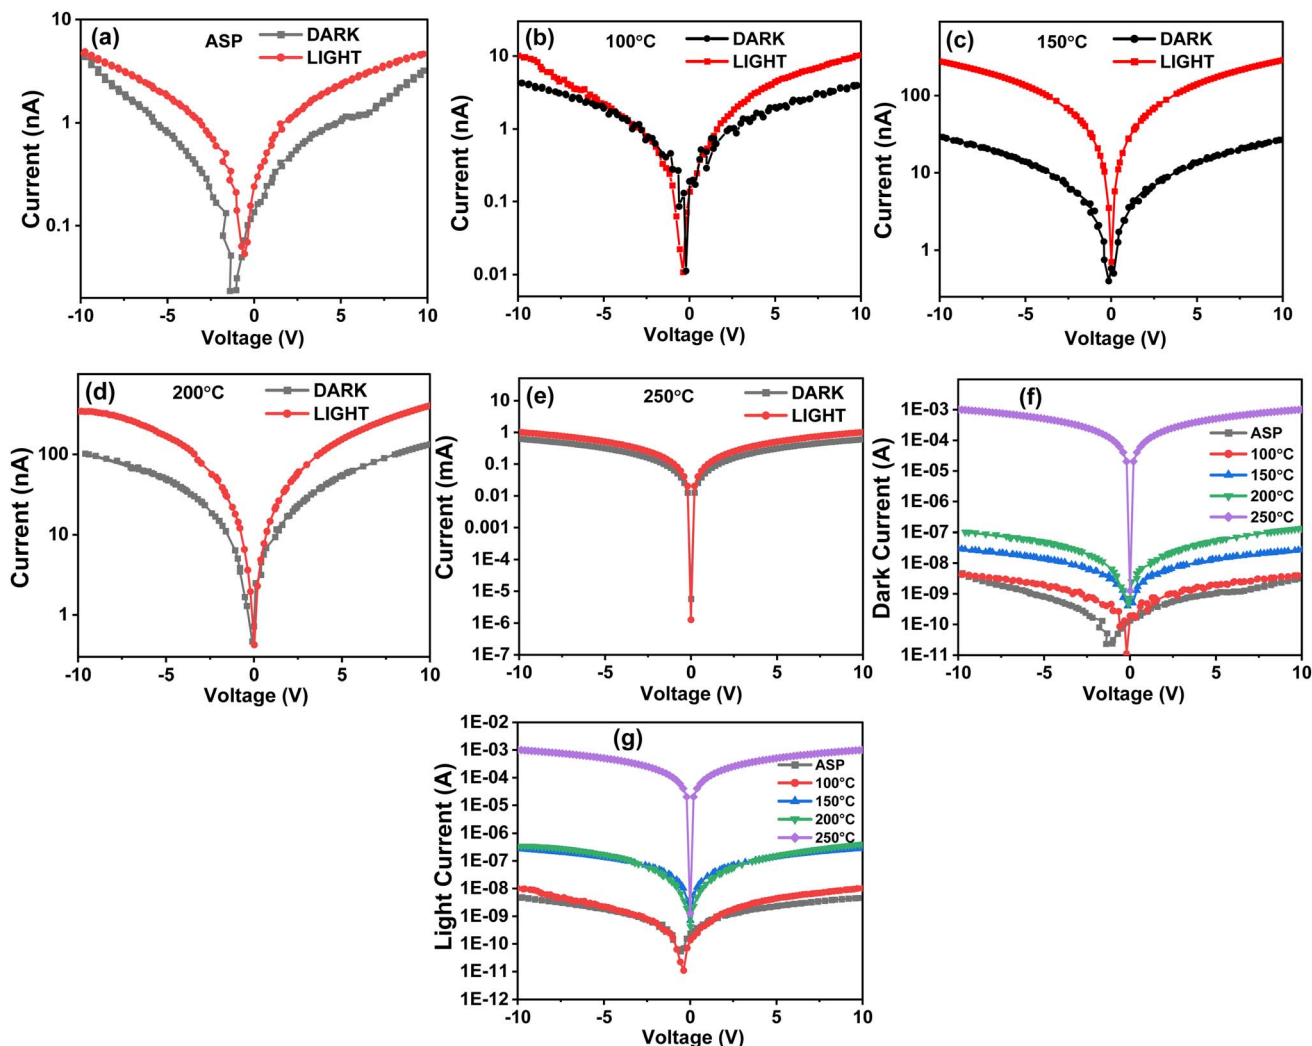 (a)
ASP
DARK
LIGHT
10
1
0.1
Current (nA)
-10 -5 0 5 10
Voltage (V)
(b)
100°C
DARK
LIGHT
10
1
0.1
0.01
Current (nA)
-10 -5 0 5 10
Voltage (V)
(c)
150°C
DARK
LIGHT
100
10
1
Current (nA)
-10 -5 0 5 10
Voltage (V)
(d)
200°C
DARK
LIGHT
100
10
1
Current (nA)
-10 -5 0 5 10
Voltage (V)
(e)
250°C
DARK
LIGHT
10
1
0.1
0.01
0.001
1E-4
1E-5
1E-6
1E-7
Current (mA)
-10 -5 0 5 10
Voltage (V)
(f)
ASP
100°C
150°C
200°C
250°C
1E-03
1E-04
1E-05
1E-06
1E-07
1E-08
1E-09
1E-10
1E-11
Dark Current (A)
-10 -5 0 5 10
Voltage (V)
(g)
ASP
100°C
150°C
200°C
250°C
1E-02
1E-03
1E-04
1E-05
1E-06
1E-07
1E-08
1E-09
1E-10
1E-11
1E-12
Light Current (A)
-10 -5 0 5 10
Voltage (V)